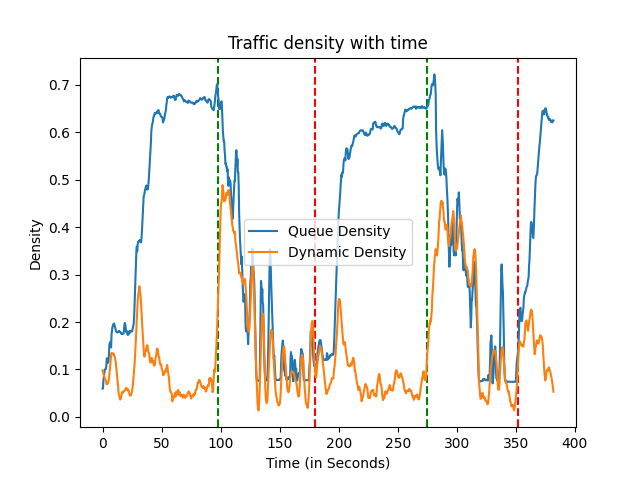 Traffic density with time
Density
0.7
0.6
0.5
0.4
0.3
0.2
0.1
0.0
Queue Density
Dynamic Density
0 50 100 150 200 250 300 350 400
Time (in Seconds)